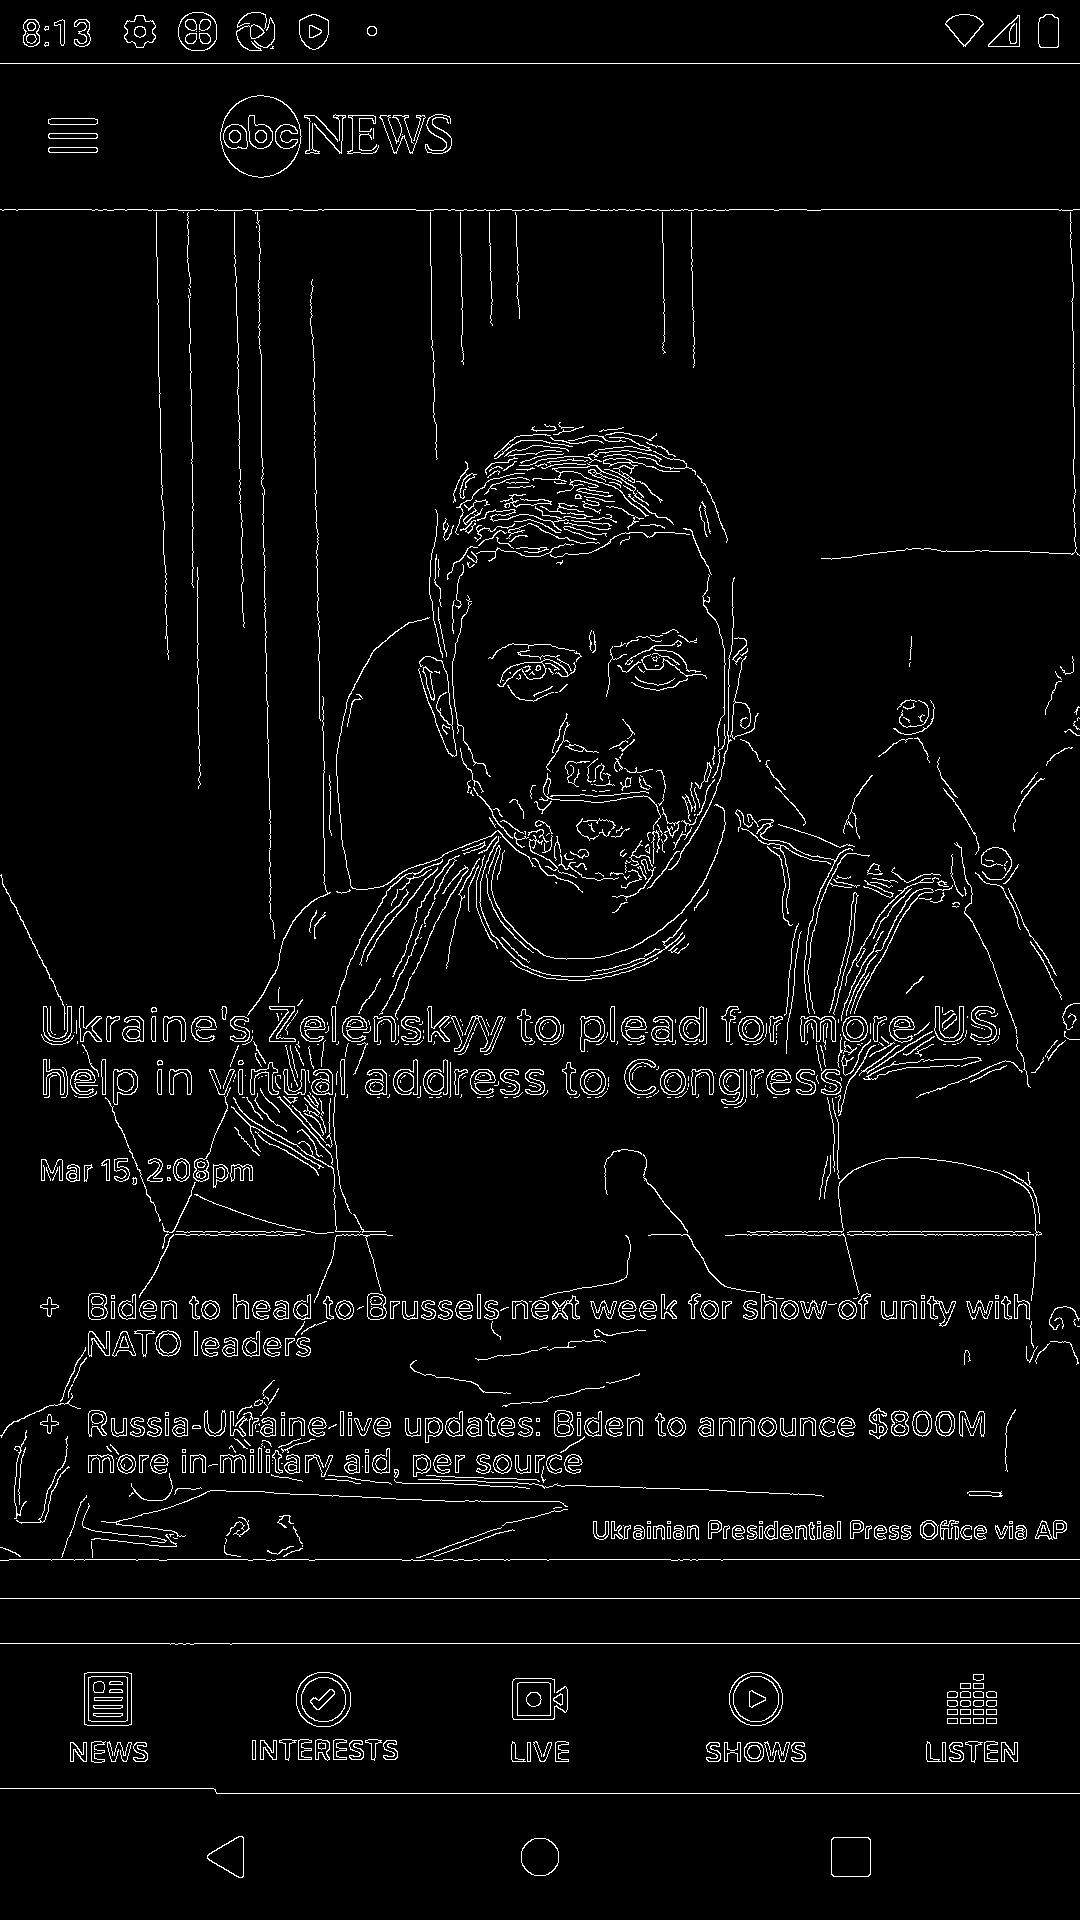 8:13
abc NEWS
Ukraine's Zelenskyy to plead for more US
help in virtual address to Congress
Mar 15, 2:08pm
+ Biden to head to Brussels next week for show of unity with
NATO leaders
+ Russia-Ukraine live updates: Biden to announce $800M
more in military aid, per source
Ukrainian Presidential Press Office via AP
NEWS INTERESTS LIVE SHOWS LISTEN